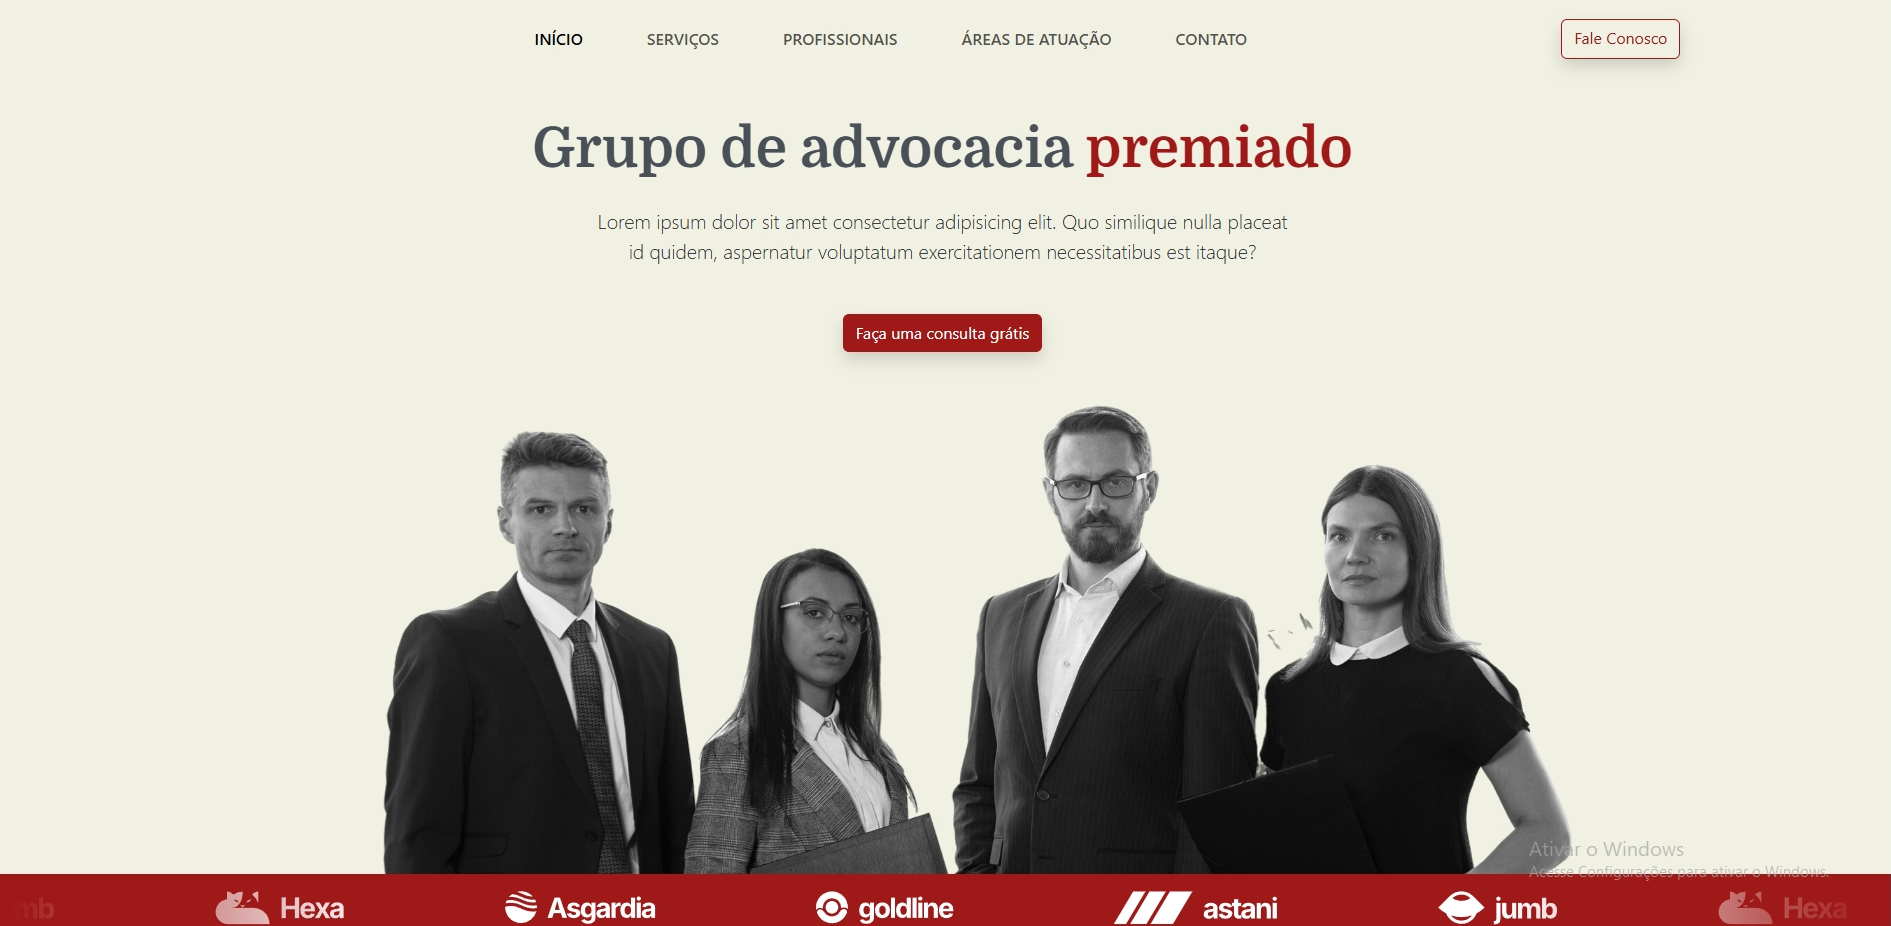 INÍCIO SERVIÇOS PROFISSIONAIS ÁREAS DE ATUAÇÃO CONTATO Fale Conosco
Grupo de advocacia premiado
Lorem ipsum dolor sit amet consectetur adipisicing elit. Quo similique nulla placeat
id quidem, aspernatur voluptatum exercitationem necessitatibus est itaque?
Faça uma consulta grátis
Ativar o Windows
Acesse Configurações para ativar o Windows.
mb Hexa Asgardia goldline astani jumb Hexa